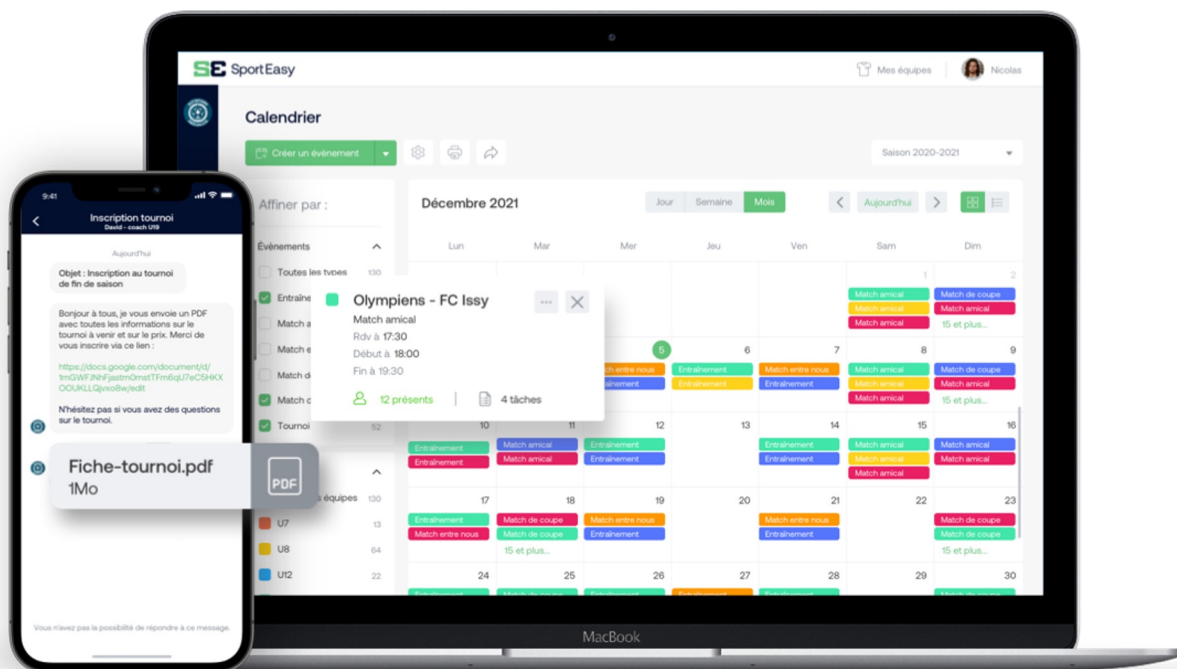 SE SportEasy
Mes équipes
Nicolas
Calendrier
Créer un évènement
Saison 2020-2021
Affiner par :
Évènements
Toutes les types 130
Entraîne
Match a
Match e
Match d
Match c
Tournoi 52
s équipes 130
U7 13
U8 64
U12 22
Décembre 2021
Jour Semaine Mois
Aujourd'hui
Lun Mar Mer Jeu Ven Sam Dim
1 2
Match amical Match de coupe
Match amical Match amical
Match amical 15 et plus...
5 6 7 8 9
ch entre nous Entraînement Match entre nous Match amical Match de coupe
aînement Entraînement Entraînement Match amical Match amical
Match amical 15 et plus...
10 11 12 13 14 15 16
Entraînement Match amical Entraînement Entraînement Match amical Match amical
Entraînement Match amical Entraînement Entraînement Match amical Match amical
Match amical
17 18 19 20 21 22 23
Entraînement Match de coupe Match entre nous Match entre nous Match de coupe
Match entre nous Match de coupe Entraînement Entraînement Match de coupe
15 et plus... 15 et plus...
24 25 26 27 28 29 30
Olympiens - FC Issy
Match amical
Rdv à 17:30
Début à 18:00
Fin à 19:30
12 présents
4 tâches
MacBook
9:41
Inscription tournoi
David - coach U19
Aujourd'hui
Objet : Inscription au tournoi
de fin de saison
Bonjour à tous, je vous envoie un PDF
avec toutes les informations sur le
tournoi à venir et sur le prix. Merci de
vous inscrire via ce lien :
https://docs.google.com/document/d/
N'hésitez pas si vous avez des questions
sur le tournoi.
Fiche-tournoi.pdf
1Mo
PDF
Vous n'avez pas la possibilité de répondre à ce message.